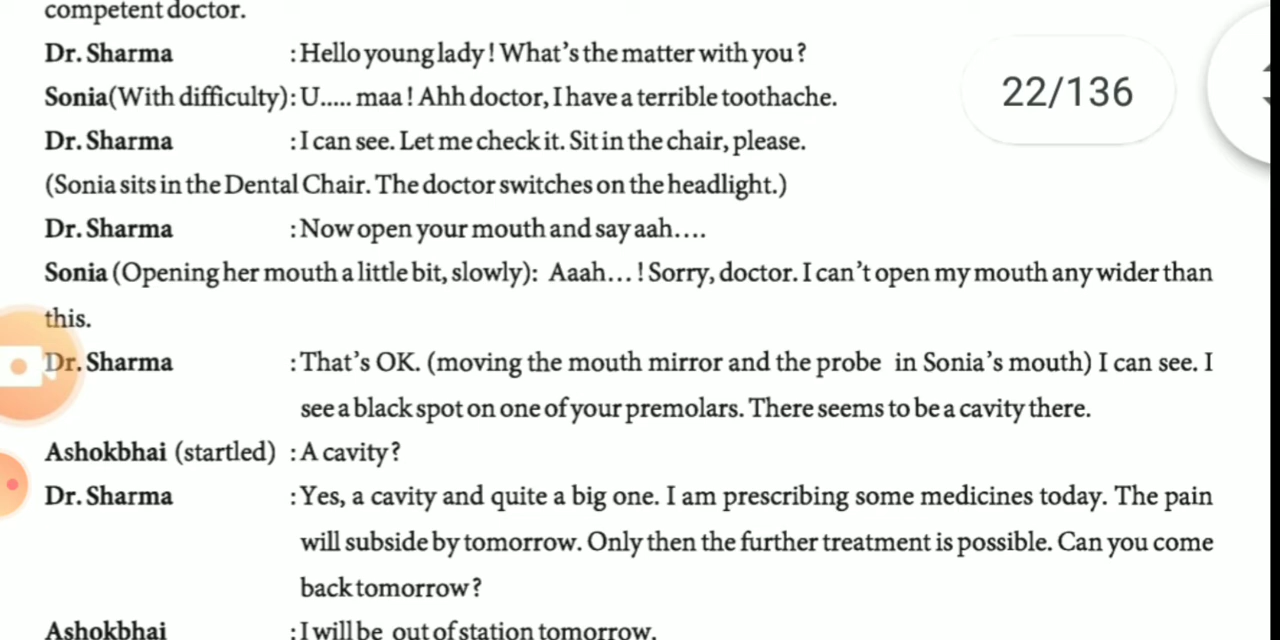 competent doctor.
Dr. Sharma : Hello young lady! What's the matter with you?
Sonia(With difficulty): U..... maa! Ahh doctor, I have a terrible toothache.
Dr. Sharma : I can see. Let me check it. Sit in the chair, please.
(Sonia sits in the Dental Chair. The doctor switches on the headlight.)
Dr. Sharma : Now open your mouth and say aah....
Sonia (Opening her mouth a little bit, slowly): Aaah...! Sorry, doctor. I can't open my mouth any wider than
this.
Dr. Sharma : That's OK. (moving the mouth mirror and the probe in Sonia's mouth) I can see. I
see a black spot on one of your premolars. There seems to be a cavity there.
Ashokbhai (startled) : A cavity?
Dr. Sharma : Yes, a cavity and quite a big one. I am prescribing some medicines today. The pain
will subside by tomorrow. Only then the further treatment is possible. Can you come
back tomorrow?
Ashokbhai : I will be out of station tomorrow.
22/136